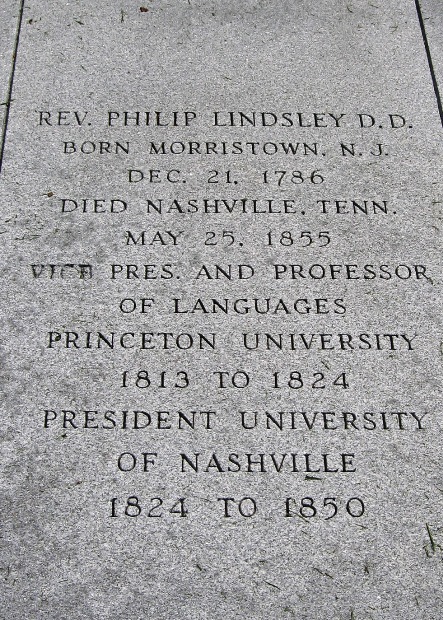 REV. PHILIP LINDSLEY D.D.
BORN MORRISTOWN, N.J.
DEC. 21, 1786
DIED NASHVILLE, TENN.
MAY 25, 1855
VICE PRES. AND PROFESSOR
OF LANGUAGES
PRINCETON UNIVERSITY
1813 TO 1824
PRESIDENT UNIVERSITY
OF NASHVILLE
1824 TO 1850